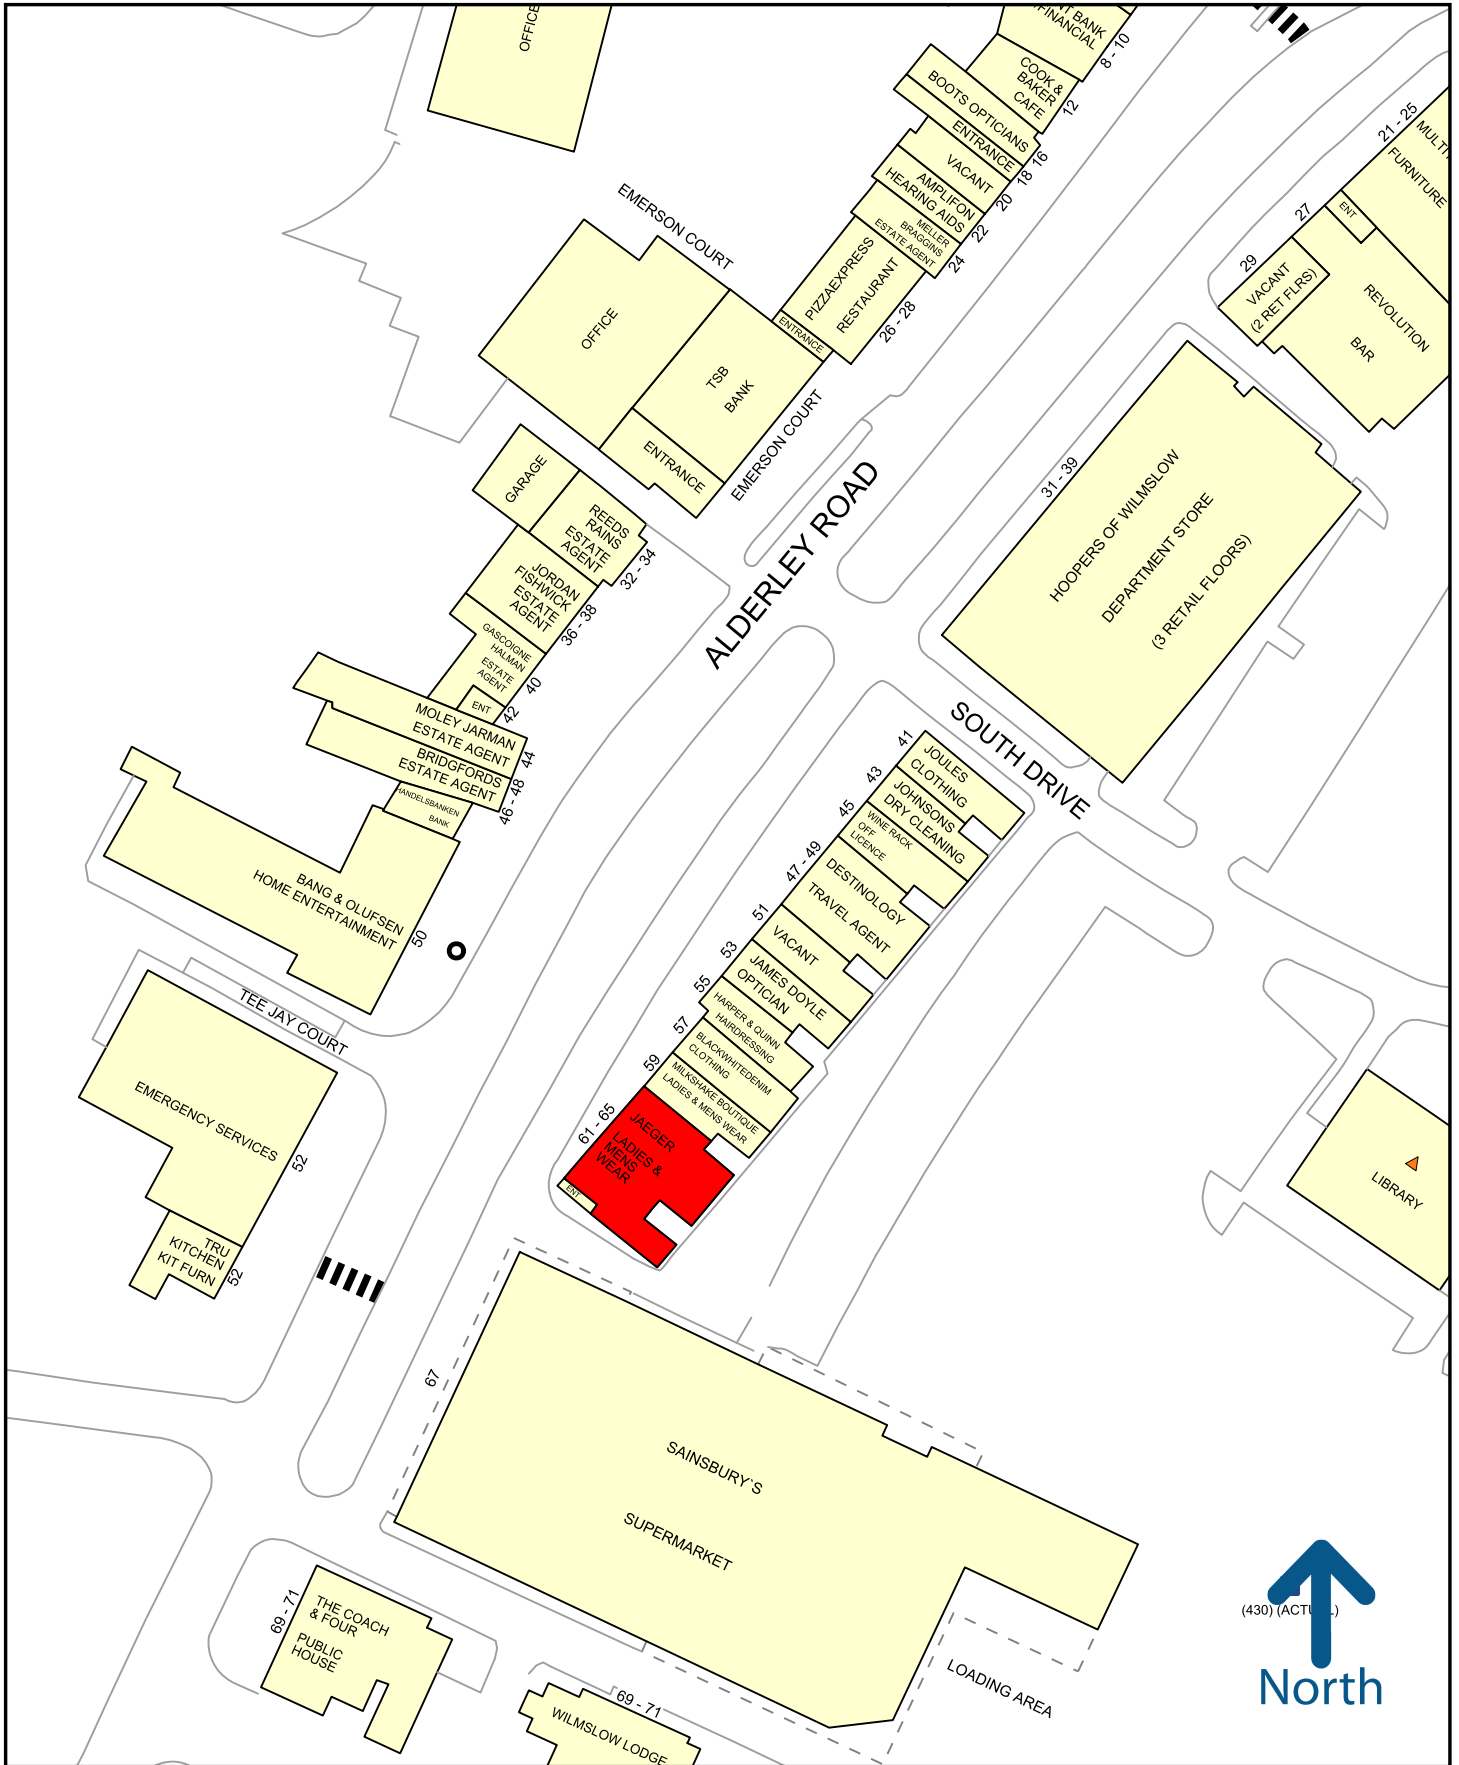 OFFICE
T BANK
FINANCIAL
8 - 10
COOK &
BAKER
CAFE
12
BOOTS OPTICIANS
16
ENTRANCE
18
VACANT
20
AMPLIFON
HEARING AIDS
22
MELLER
BRAGGINS
ESTATE AGENT
24
PIZZAEXPRESS
RESTAURANT
26 - 28
ENTRANCE
21 - 25
MULTI
FURNITURE
27
ENT
29
VACANT
(2 RET FLRS)
REVOLUTION
BAR
EMERSON COURT
OFFICE
TSB
BANK
ENTRANCE
EMERSON COURT
GARAGE
REEDS
RAINS
ESTATE
AGENT
32 - 34
JORDAN
FISHWICK
ESTATE
AGENT
36 - 38
GASCOIGNE
HALMAN
ESTATE
AGENT
40
ENT
42
MOLEY JARMAN
ESTATE AGENT
44
BRIDGFORDS
ESTATE AGENT
46 - 48
HANDELSBANKEN
BANK
BANG & OLUFSEN
HOME ENTERTAINMENT
50
ALDERLEY ROAD
31 - 39
HOOPERS OF WILMSLOW
DEPARTMENT STORE
(3 RETAIL FLOORS)
SOUTH DRIVE
41
JOULES
CLOTHING
43
JOHNSONS
DRY CLEANING
45
WINE RACK
OFF
LICENCE
47 - 49
DESTINOLOGY
TRAVEL AGENT
51
VACANT
53
JAMES DOYLE
OPTICIAN
55
HARPER & QUINN
HAIRDRESSING
57
BLACKWHITEDENIM
CLOTHING
59
MILKSHAKE BOUTIQUE
LADIES & MENS WEAR
61 - 65
JAEGER
LADIES &
MENS
WEAR
ENT
TEE JAY COURT
EMERGENCY SERVICES
52
TRU
KITCHEN
KIT FURN
52
LIBRARY
67
SAINSBURY`S
SUPERMARKET
LOADING AREA
69 - 71
THE COACH
& FOUR
PUBLIC
HOUSE
69 - 71
WILMSLOW LODGE
(430) (ACTUAL)
North